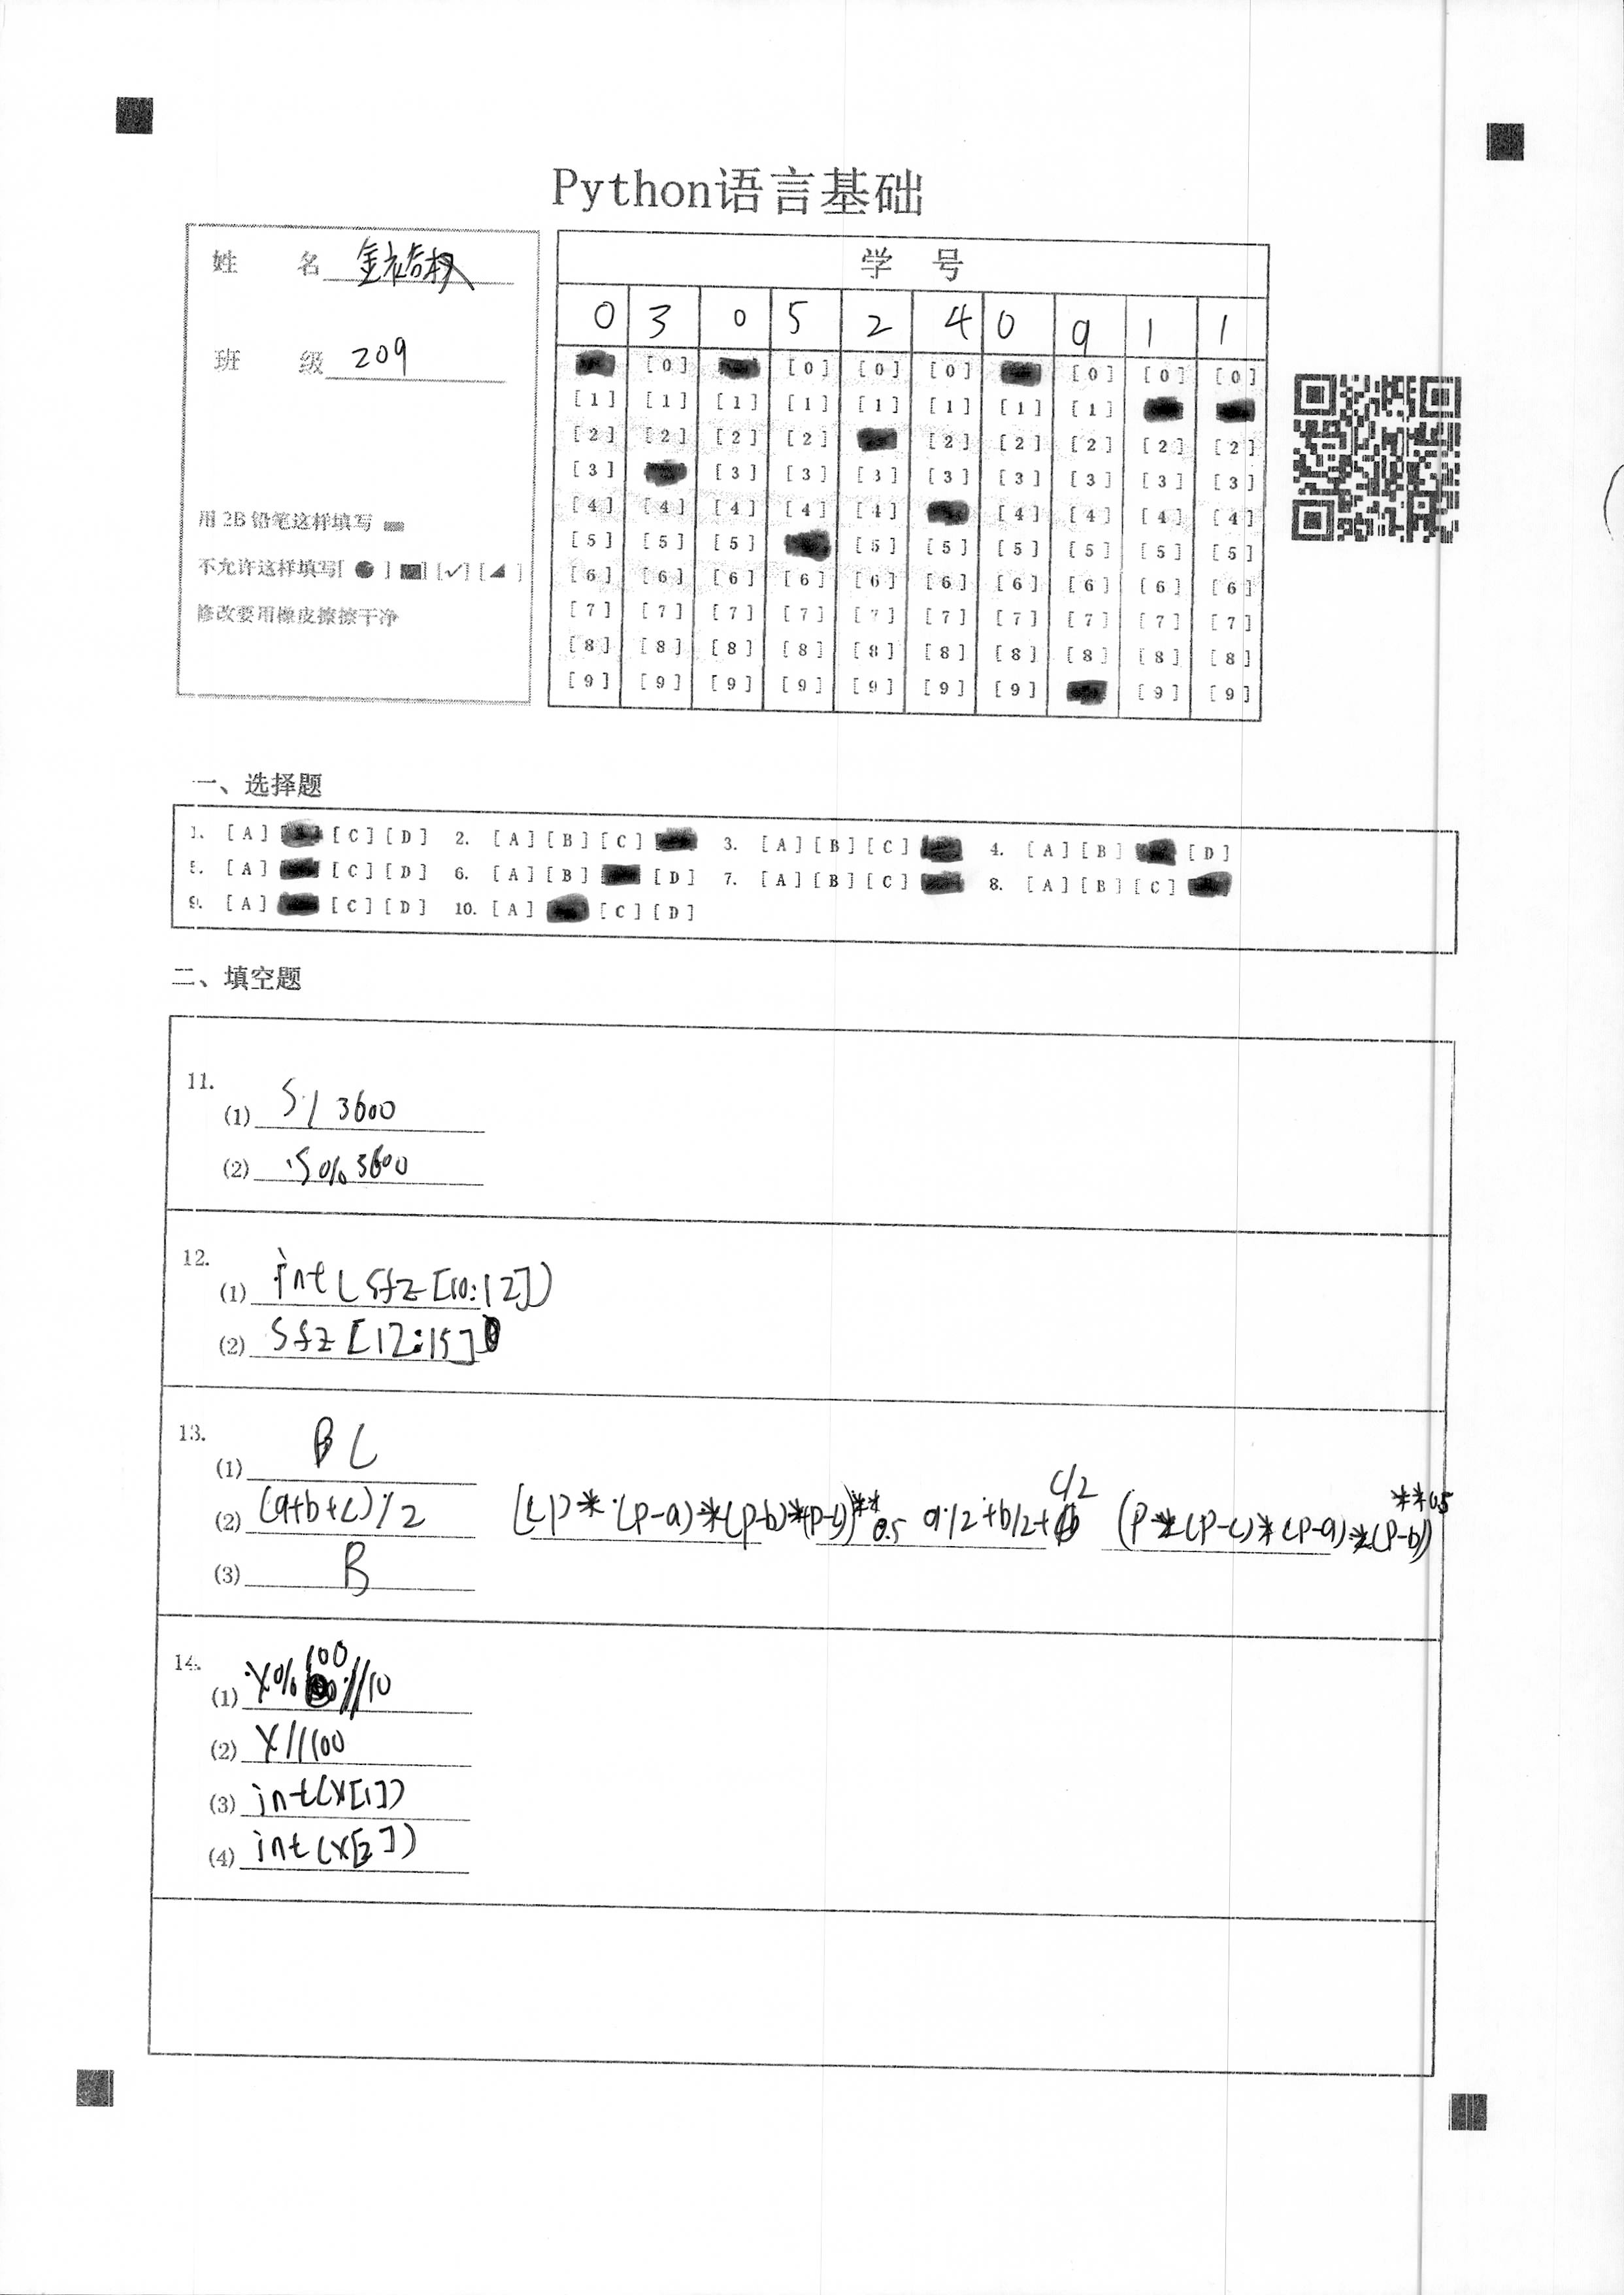 Python语言基础
姓 名 金裕权
班 级 209
用 2B 铅笔这样填写
不允许这样填写[ ● ] [■] [✓] [◢ ]
修改要用橡皮擦擦干净
学 号
0 3 0 5 2 4 0 9 1 1
[0] [0] [0] [0] [0] [0] [0]
[1] [1] [1] [1] [1] [1] [1] [1]
[2] [2] [2] [2] [2] [2] [2] [2] [2]
[3] [3] [3] [3] [3] [3] [3] [3] [3]
[4] [4] [4] [4] [4] [4] [4] [4] [4]
[5] [5] [5] [5] [5] [5] [5] [5] [5]
[6] [6] [6] [6] [6] [6] [6] [6] [6] [6]
[7] [7] [7] [7] [7] [7] [7] [7] [7] [7]
[8] [8] [8] [8] [8] [8] [8] [8] [8] [8]
[9] [9] [9] [9] [9] [9] [9] [9] [9]
一、选择题
1. [A] [C] [D] 2. [A] [B] [C] 3. [A] [B] [C] 4. [A] [B] [D]
5. [A] [C] [D] 6. [A] [B] [D] 7. [A] [B] [C] 8. [A] [B] [C]
9. [A] [C] [D] 10. [A] [C] [D]
二、填空题
11.
(1) S/3600
(2) S%3600
12.
(1) int(sfz[10:12])
(2) sfz[12:15]
13.
(1) BC
(2) (a+b+c)/2 ((p*(p-a)*(p-b)*(p-c))**0.5 a/2+b/2+c/2 (p*(p-c)*(p-a)*(p-b))**0.5
(3) B
14.
(1) x%100//10
(2) x//100
(3) int(x[1])
(4) int(x[2])